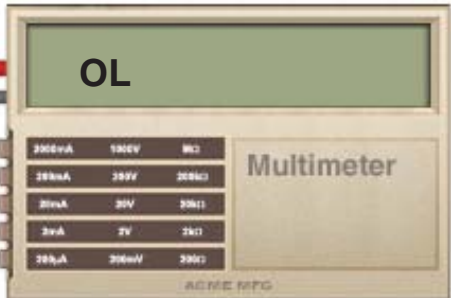 OL
2000mA 1000V MΩ
200mA 200V 200kΩ
Multimeter
20mA 20V 20kΩ
2mA 2V 2kΩ
200µA 200mV 200Ω
ACME MFG